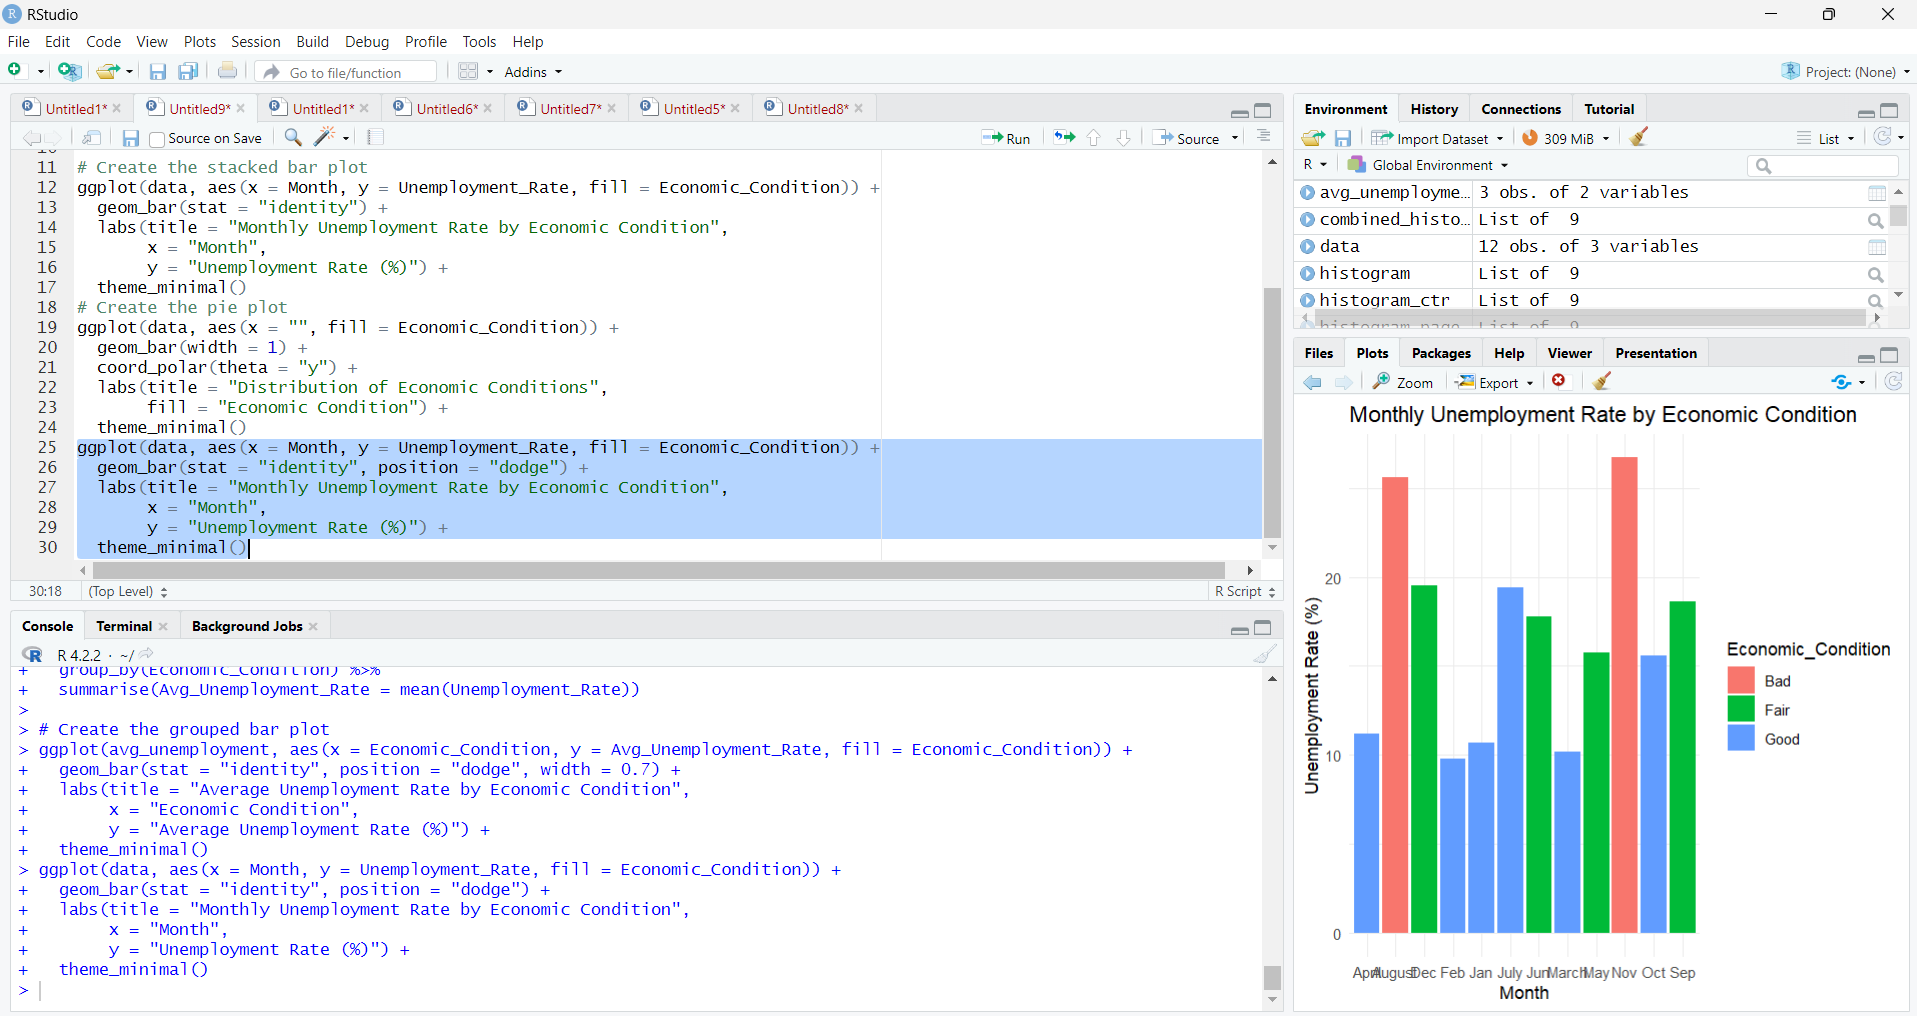 RStudio
File Edit Code View Plots Session Build Debug Profile Tools Help
Go to file/function Addins Project: (None)
Untitled1* Untitled9* Untitled1* Untitled6* Untitled7* Untitled5* Untitled8*
Source on Save Run Source
11 # Create the stacked bar plot
12 ggplot(data, aes(x = Month, y = Unemployment_Rate, fill = Economic_Condition)) +
13 geom_bar(stat = "identity") +
14 labs(title = "Monthly Unemployment Rate by Economic Condition",
15 x = "Month",
16 y = "Unemployment Rate (%)") +
17 theme_minimal()
18 # Create the pie plot
19 ggplot(data, aes(x = "", fill = Economic_Condition)) +
20 geom_bar(width = 1) +
21 coord_polar(theta = "y") +
22 labs(title = "Distribution of Economic Conditions",
23 fill = "Economic Condition") +
24 theme_minimal()
25 ggplot(data, aes(x = Month, y = Unemployment_Rate, fill = Economic_Condition)) +
26 geom_bar(stat = "identity", position = "dodge") +
27 labs(title = "Monthly Unemployment Rate by Economic Condition",
28 x = "Month",
29 y = "Unemployment Rate (%)") +
30 theme_minimal()
30:18 (Top Level) R Script
Console Terminal Background Jobs
R 4.2.2 · ~/
+ group_by(Economic_Condition) %>%
+ summarise(Avg_Unemployment_Rate = mean(Unemployment_Rate))
>
> # Create the grouped bar plot
> ggplot(avg_unemployment, aes(x = Economic_Condition, y = Avg_Unemployment_Rate, fill = Economic_Condition)) +
+ geom_bar(stat = "identity", position = "dodge", width = 0.7) +
+ labs(title = "Average Unemployment Rate by Economic Condition",
+ x = "Economic Condition",
+ y = "Average Unemployment Rate (%)") +
+ theme_minimal()
> ggplot(data, aes(x = Month, y = Unemployment_Rate, fill = Economic_Condition)) +
+ geom_bar(stat = "identity", position = "dodge") +
+ labs(title = "Monthly Unemployment Rate by Economic Condition",
+ x = "Month",
+ y = "Unemployment Rate (%)") +
+ theme_minimal()
>
Environment History Connections Tutorial
Import Dataset 309 MiB List
R Global Environment
avg_unemployme… 3 obs. of 2 variables
combined_histo… List of 9
data 12 obs. of 3 variables
histogram List of 9
histogram_ctr List of 9
histogram_page List of 9
Files Plots Packages Help Viewer Presentation
Zoom Export
Monthly Unemployment Rate by Economic Condition
20
10
0
Unemployment Rate (%)
April August Dec Feb Jan July Jun March May Nov Oct Sep
Month
Economic_Condition
Bad
Fair
Good